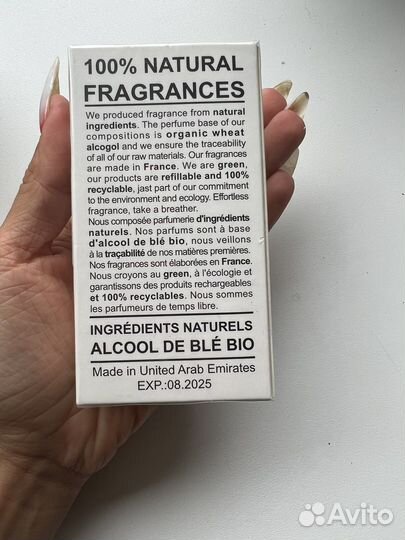 100% NATURAL
FRAGRANCES
We produced fragrance from natural
ingredients. The perfume base of our
compositions is organic wheat
alcogol and we ensure the traceability
of all of our raw materials. Our fragrances
are made in France. We are green,
our products are refillable and 100%
recyclable, jast part of our commitment
to the environment and ecology. Effortless
fragrance, take a breather.
Nous composée parfumerie d'ingrédients
naturels. Nos parfums sont à base
d'alcool de blé bio, nous veillons
à la traçabilité de nos matières premières.
Nos fragrances sont élaborées en France.
Nous croyons au green, à l'écologie et
garantissons des produits rechargeables
et 100% recyclables. Nous sommes
les parfumeurs de temps libre.
INGRÉDIENTS NATURELS
ALCOOL DE BLÉ BIO
Made in United Arab Emirates
EXP.:08.2025
Avito